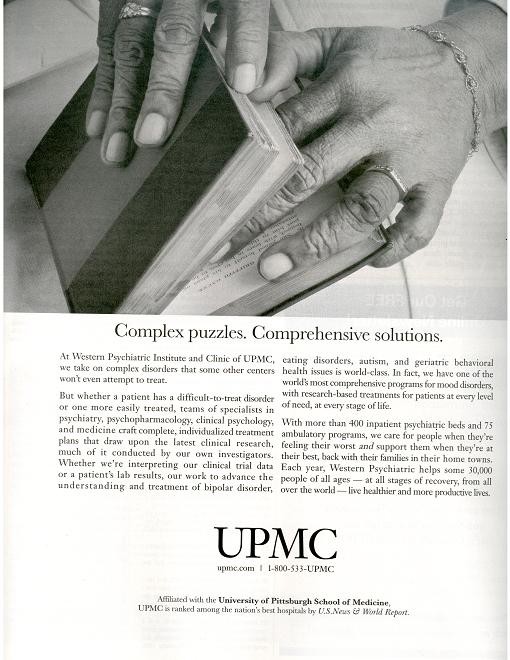 Complex puzzles. Comprehensive solutions.
At Western Psychiatric Institute and Clinic of UPMC,
we take on complex disorders that some other centers
won't even attempt to treat.
But whether a patient has a difficult-to-treat disorder
or one more easily treated, teams of specialists in
psychiatry, psychopharmacology, clinical psychology,
and medicine craft complete, individualized treatment
plans that draw upon the latest clinical research,
much of it conducted by our own investigators.
Whether we're interpreting our clinical trial data
or a patient's lab results, our work to advance the
understanding and treatment of bipolar disorder,
eating disorders, autism, and geriatric behavioral
health issues is world-class. In fact, we have one of the
world's most comprehensive programs for mood disorders,
with research-based treatments for patients at every level
of need, at every stage of life.
With more than 400 inpatient psychiatric beds and 75
ambulatory programs, we care for people when they're
feeling their worst and support them when they're at
their best, back with their families in their home towns.
Each year, Western Psychiatric helps some 30,000
people of all ages — at all stages of recovery, from all
over the world — live healthier and more productive lives.
UPMC
upmc.com | 1-800-533-UPMC
Affiliated with the University of Pittsburgh School of Medicine,
UPMC is ranked among the nation's best hospitals by U.S.News & World Report.